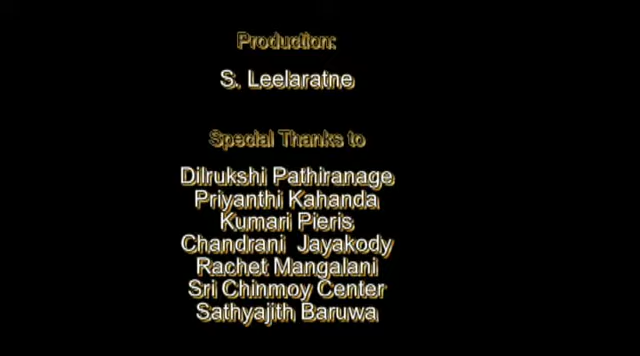 Production:
S. Leelaratne
Special Thanks to
Dilrukshi Pathiranage
Priyanthi Kahanda
Kumari Pieris
Chandrani Jayakody
Rachet Mangalani
Sri Chinmoy Center
Sathyajith Baruwa